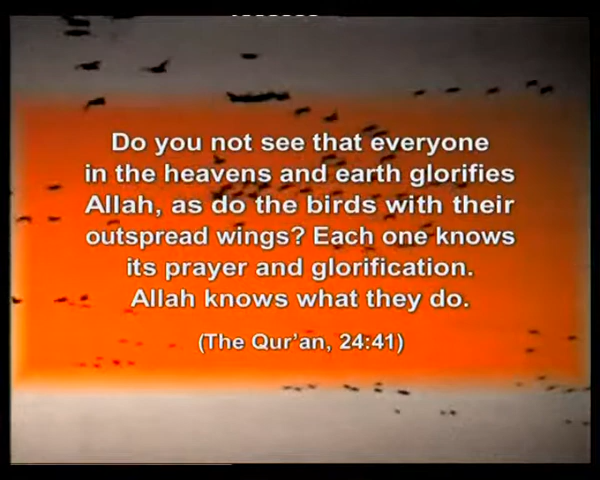 Do you not see that everyone
in the heavens and earth glorifies
Allah, as do the birds with their
outspread wings? Each one knows
its prayer and glorification.
Allah knows what they do.
(The Qur'an, 24:41)